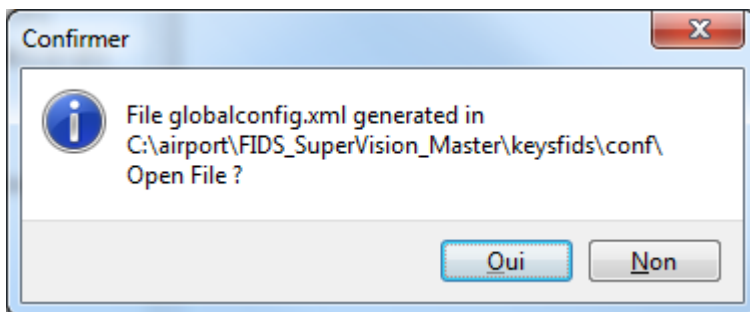 Confirmer
File globalconfig.xml generated in
C:\airport\FIDS_SuperVision_Master\keysfids\conf\
Open File ?
Oui
Non